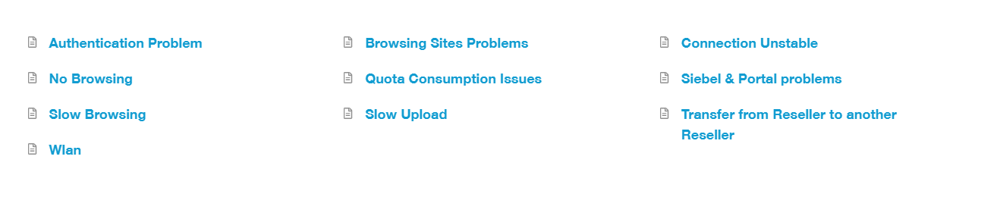 Authentication Problem
Browsing Sites Problems
Connection Unstable
No Browsing
Quota Consumption Issues
Siebel & Portal problems
Slow Browsing
Slow Upload
Transfer from Reseller to another
Reseller
Wlan